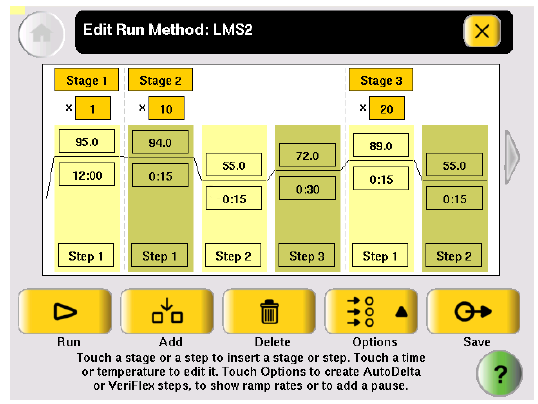 Edit Run Method: LMS2
Stage 1 Stage 2 Stage 3
x 1 x 10 x 20
95.0 94.0 55.0 72.0 89.0 55.0
12:00 0:15 0:15 0:30 0:15 0:15
Step 1 Step 1 Step 2 Step 3 Step 1 Step 2
Run Add Delete Options Save
Touch a stage or a step to insert a stage or step. Touch a time
or temperature to edit it. Touch Options to create AutoDelta
or VeriFlex steps, to show ramp rates or to add a pause.
?